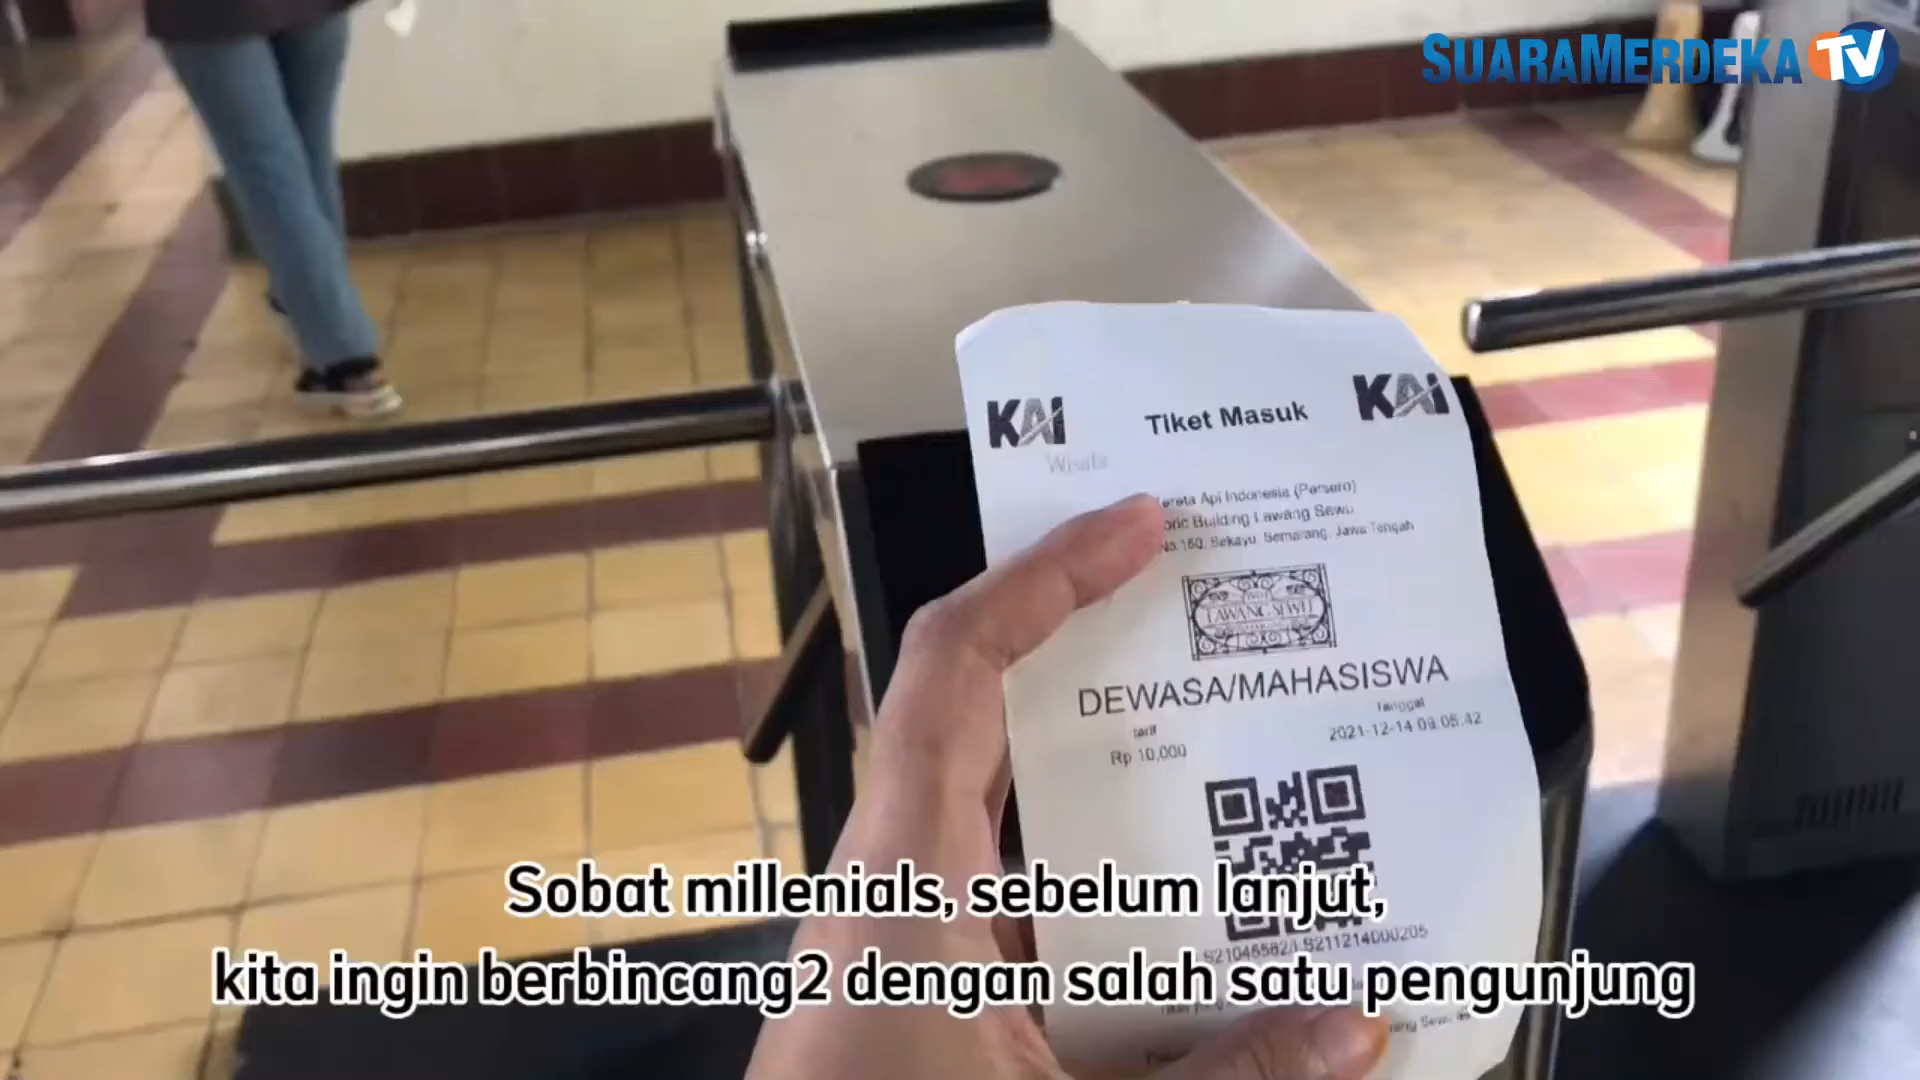 SUARAMERDEKA TV
KAI Tiket Masuk KAI
Wisata
Kereta Api Indonesia (Persero)
Building Lawang Sewu
No.160, Sekayu, Semarang, Jawa Tengah
LAWANG SEWU
DEWASA/MAHASISWA
tarif Tanggal
Rp 10,000 2021-12-14 09:05:42
Sobat millenials, sebelum lanjut,
kita ingin berbincang2 dengan salah satu pengunjung